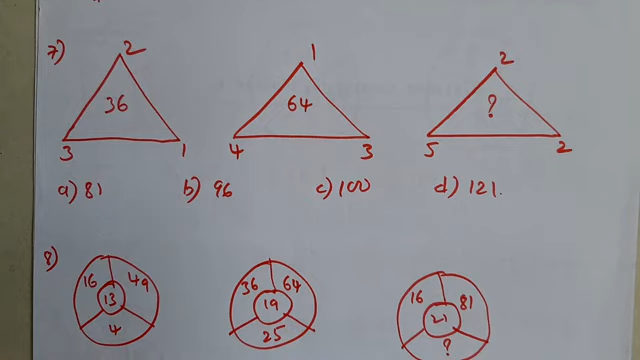 7)
2 1 2
36 64 ?
3 1 4 3 5 2
a) 81 b) 96 c) 100 d) 121.
8)
16 49 36 64 16 81
13 19 21
4 25 ?